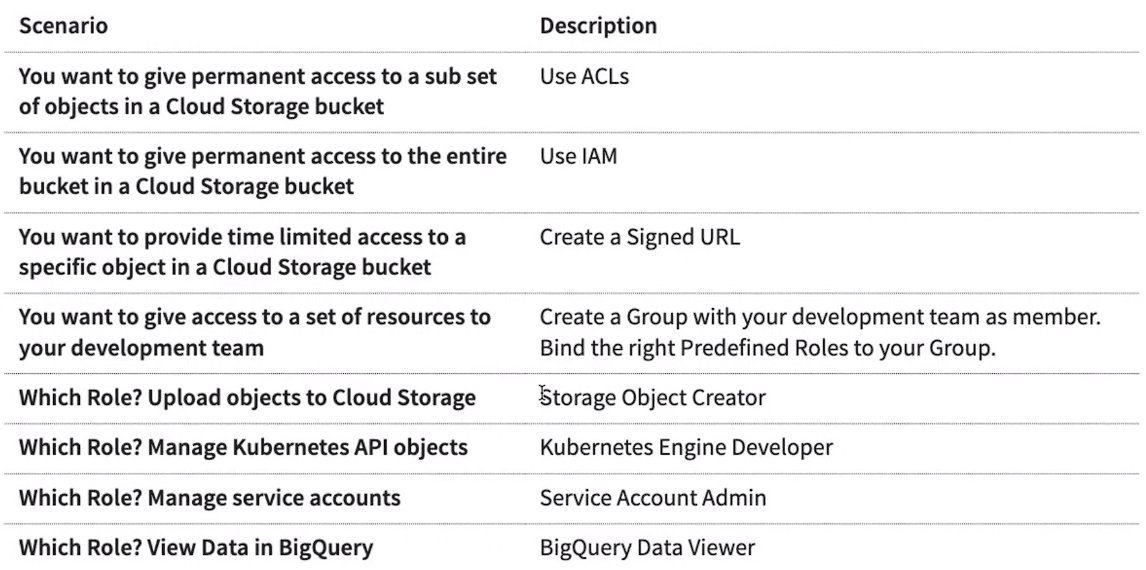 Scenario
Description
You want to give permanent access to a sub set
of objects in a Cloud Storage bucket
Use ACLs
You want to give permanent access to the entire
bucket in a Cloud Storage bucket
Use IAM
You want to provide time limited access to a
specific object in a Cloud Storage bucket
Create a Signed URL
You want to give access to a set of resources to
your development team
Create a Group with your development team as member.
Bind the right Predefined Roles to your Group.
Which Role? Upload objects to Cloud Storage
Storage Object Creator
Which Role? Manage Kubernetes API objects
Kubernetes Engine Developer
Which Role? Manage service accounts
Service Account Admin
Which Role? View Data in BigQuery
BigQuery Data Viewer